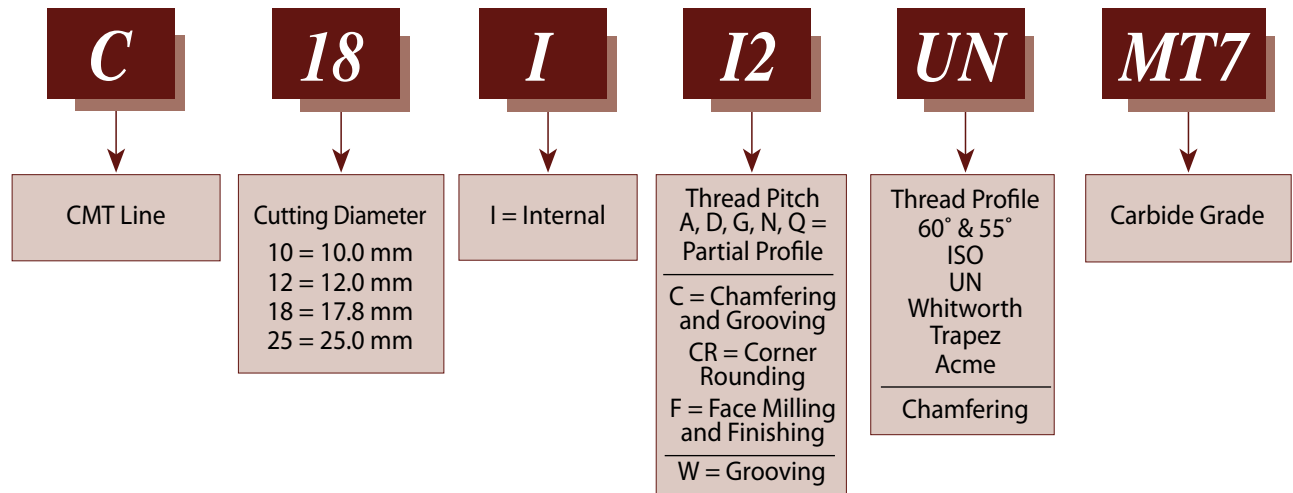 C
18
I
I2
UN
MT7
CMT Line
Cutting Diameter
10 = 10.0 mm
12 = 12.0 mm
18 = 17.8 mm
25 = 25.0 mm
I = Internal
Thread Pitch
A, D, G, N, Q =
Partial Profile
C = Chamfering
and Grooving
CR = Corner
Rounding
F = Face Milling
and Finishing
W = Grooving
Thread Profile
60° & 55°
ISO
UN
Whitworth
Trapez
Acme
Chamfering
Carbide Grade